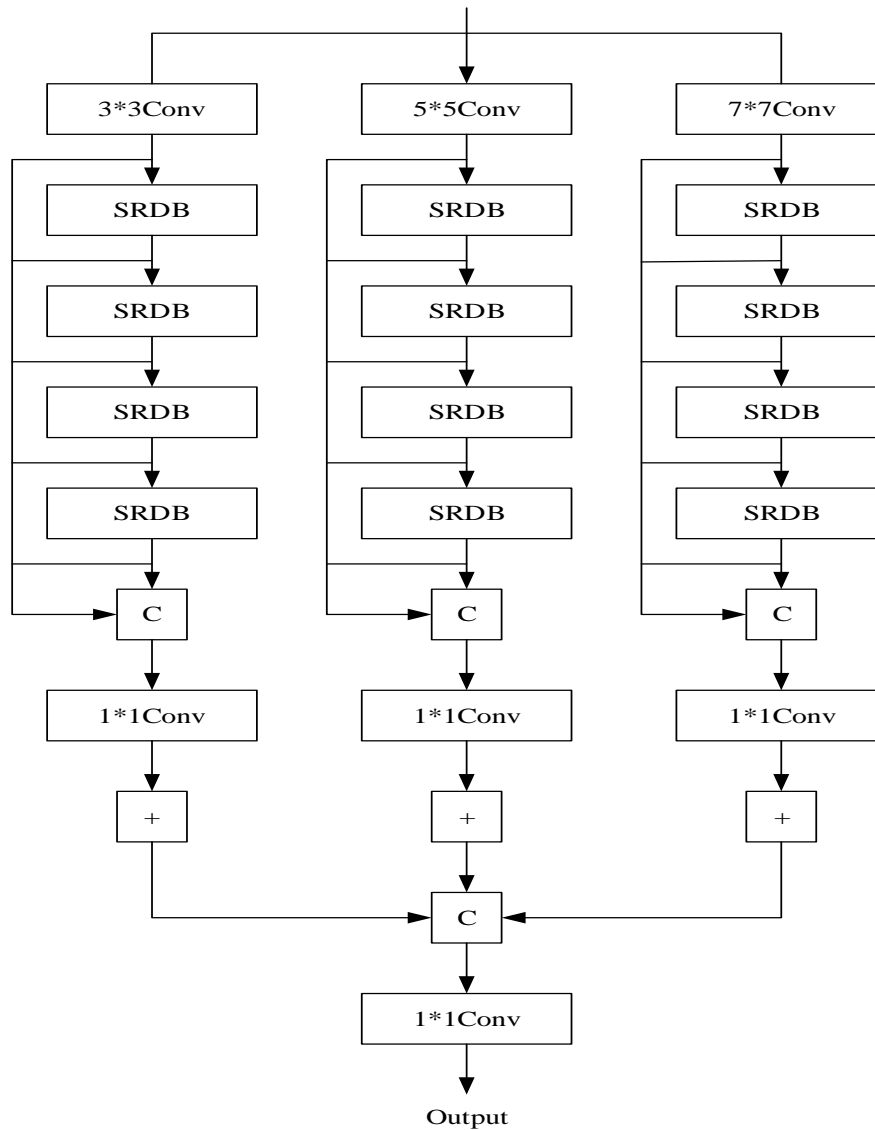 3*3Conv 5*5Conv 7*7Conv
SRDB SRDB SRDB
SRDB SRDB SRDB
SRDB SRDB SRDB
SRDB SRDB SRDB
C C C
1*1Conv 1*1Conv 1*1Conv
+ + +
C
1*1Conv
Output